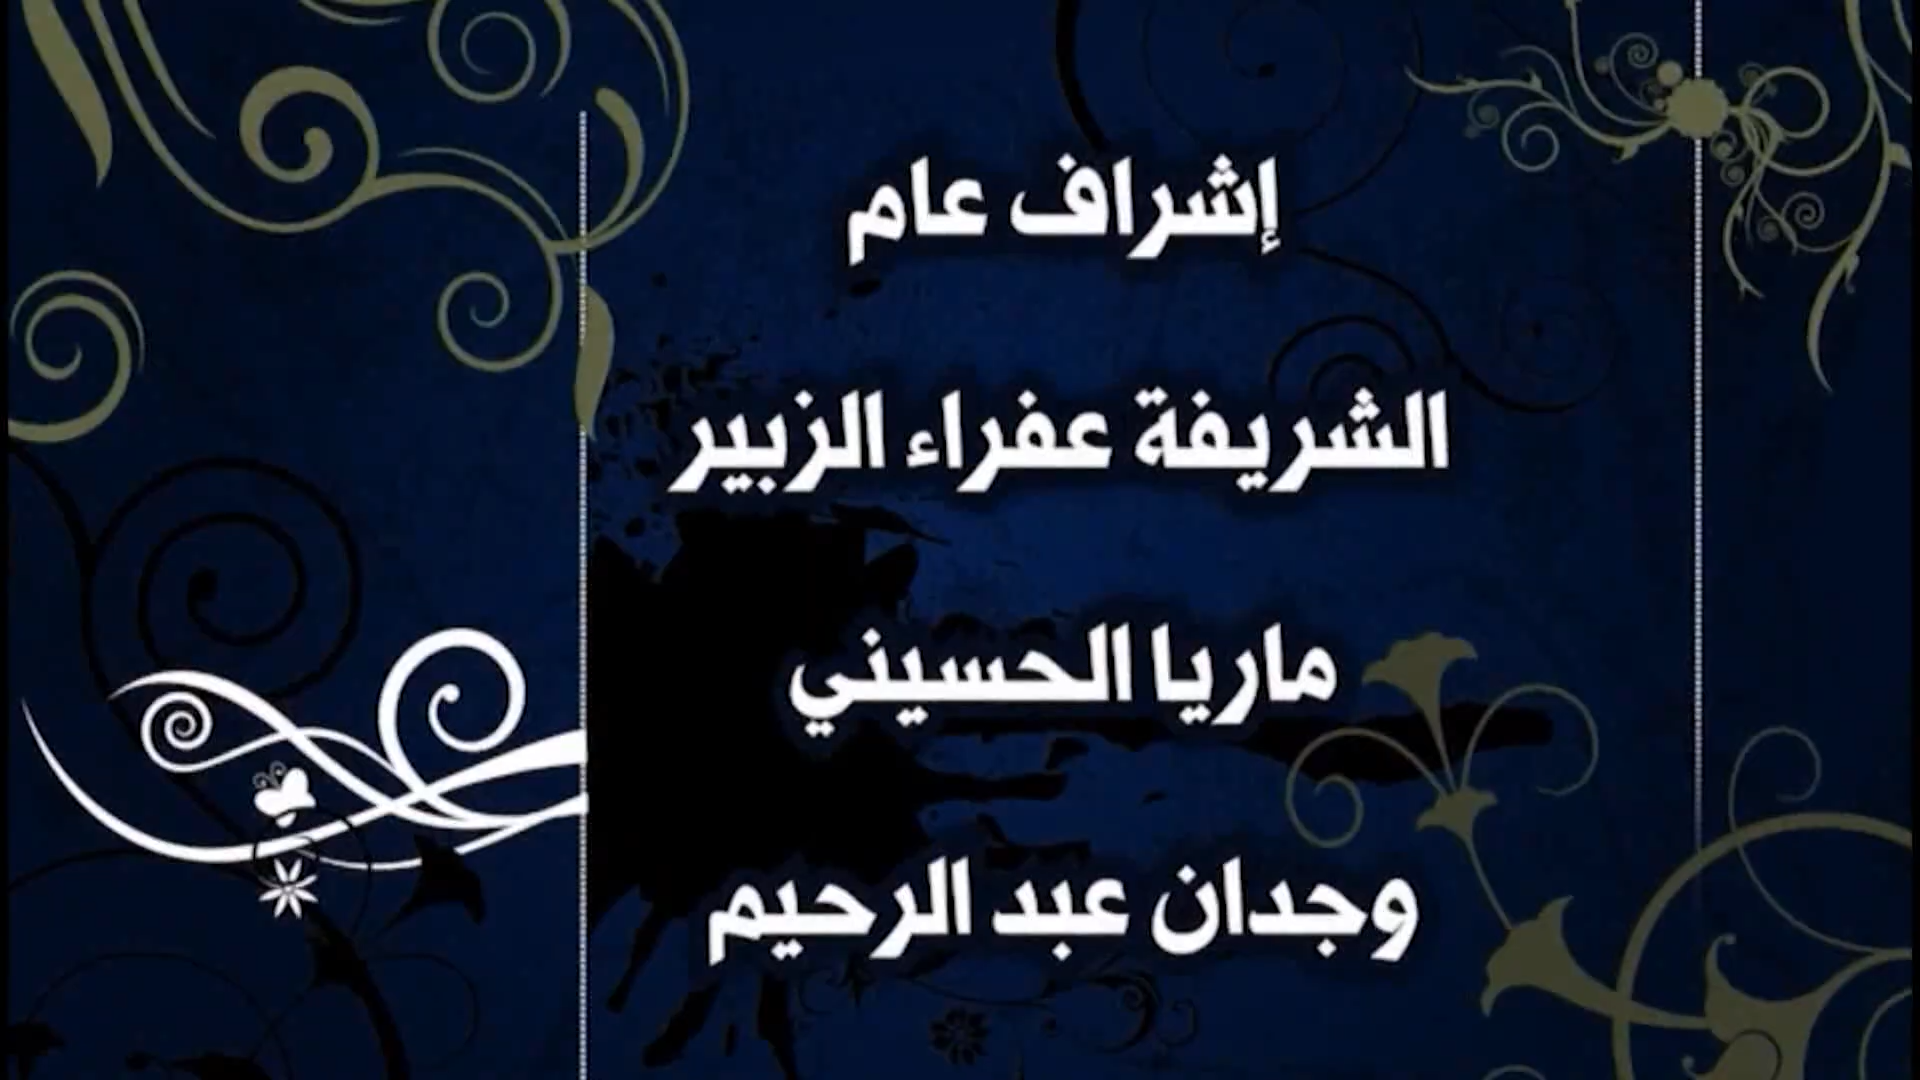 إشراف عام
الشريفة عفراء الزبير
ماريا الحسيني
وجدان عبد الرحيم